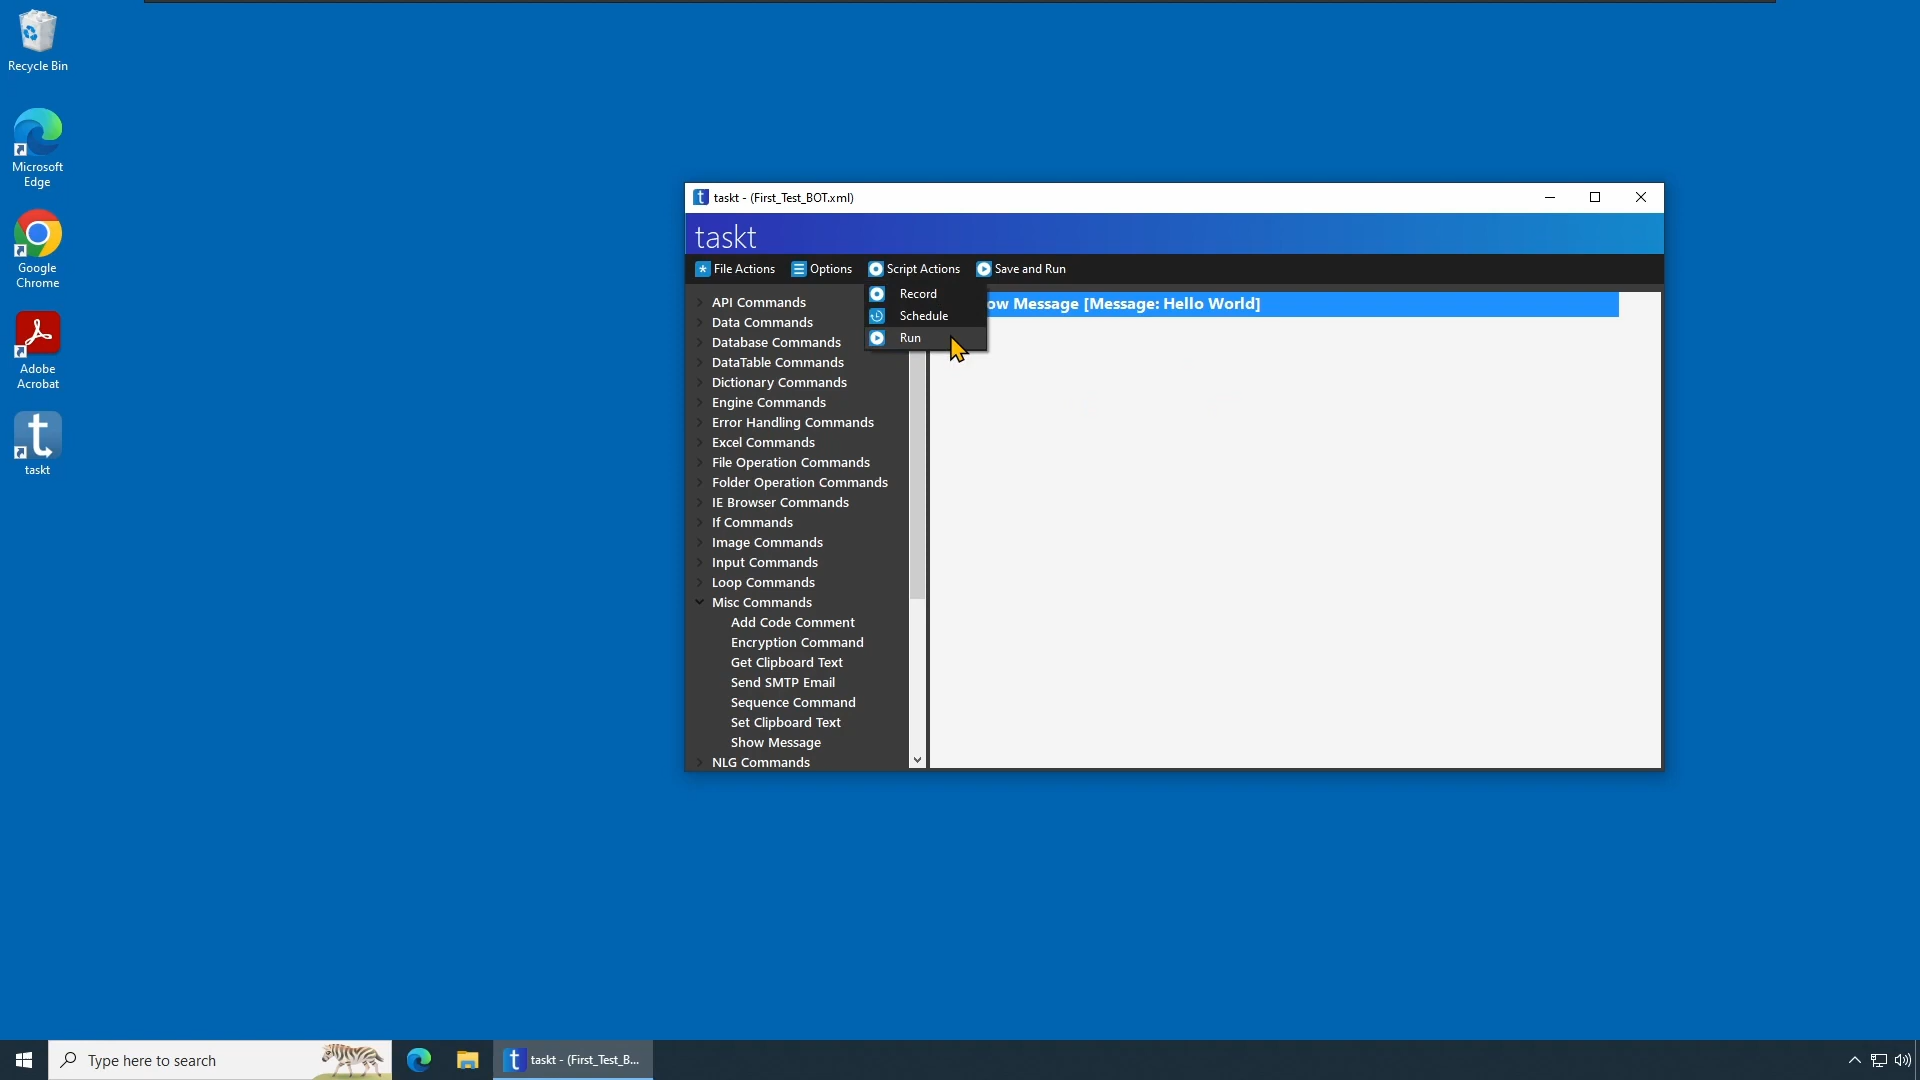 Recycle Bin
Microsoft
Edge
Google
Chrome
Adobe
Acrobat
taskt
taskt - (First_Test_BOT.xml)
taskt
File Actions
Options
Script Actions
Save and Run
Record
Schedule
Run
API Commands
Data Commands
Database Commands
DataTable Commands
Dictionary Commands
Engine Commands
Error Handling Commands
Excel Commands
File Operation Commands
Folder Operation Commands
IE Browser Commands
If Commands
Image Commands
Input Commands
Loop Commands
Misc Commands
Add Code Comment
Encryption Command
Get Clipboard Text
Send SMTP Email
Sequence Command
Set Clipboard Text
Show Message
NLG Commands
ow Message [Message: Hello World]
Type here to search
taskt - (First_Test_B...